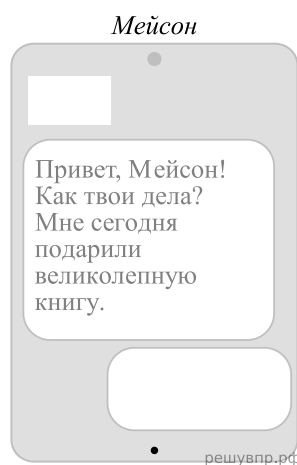 Мейсон
Привет, Мейсон!
Как твои дела?
Мне сегодня
подарили
великолепную
книгу.
решувпр.рф